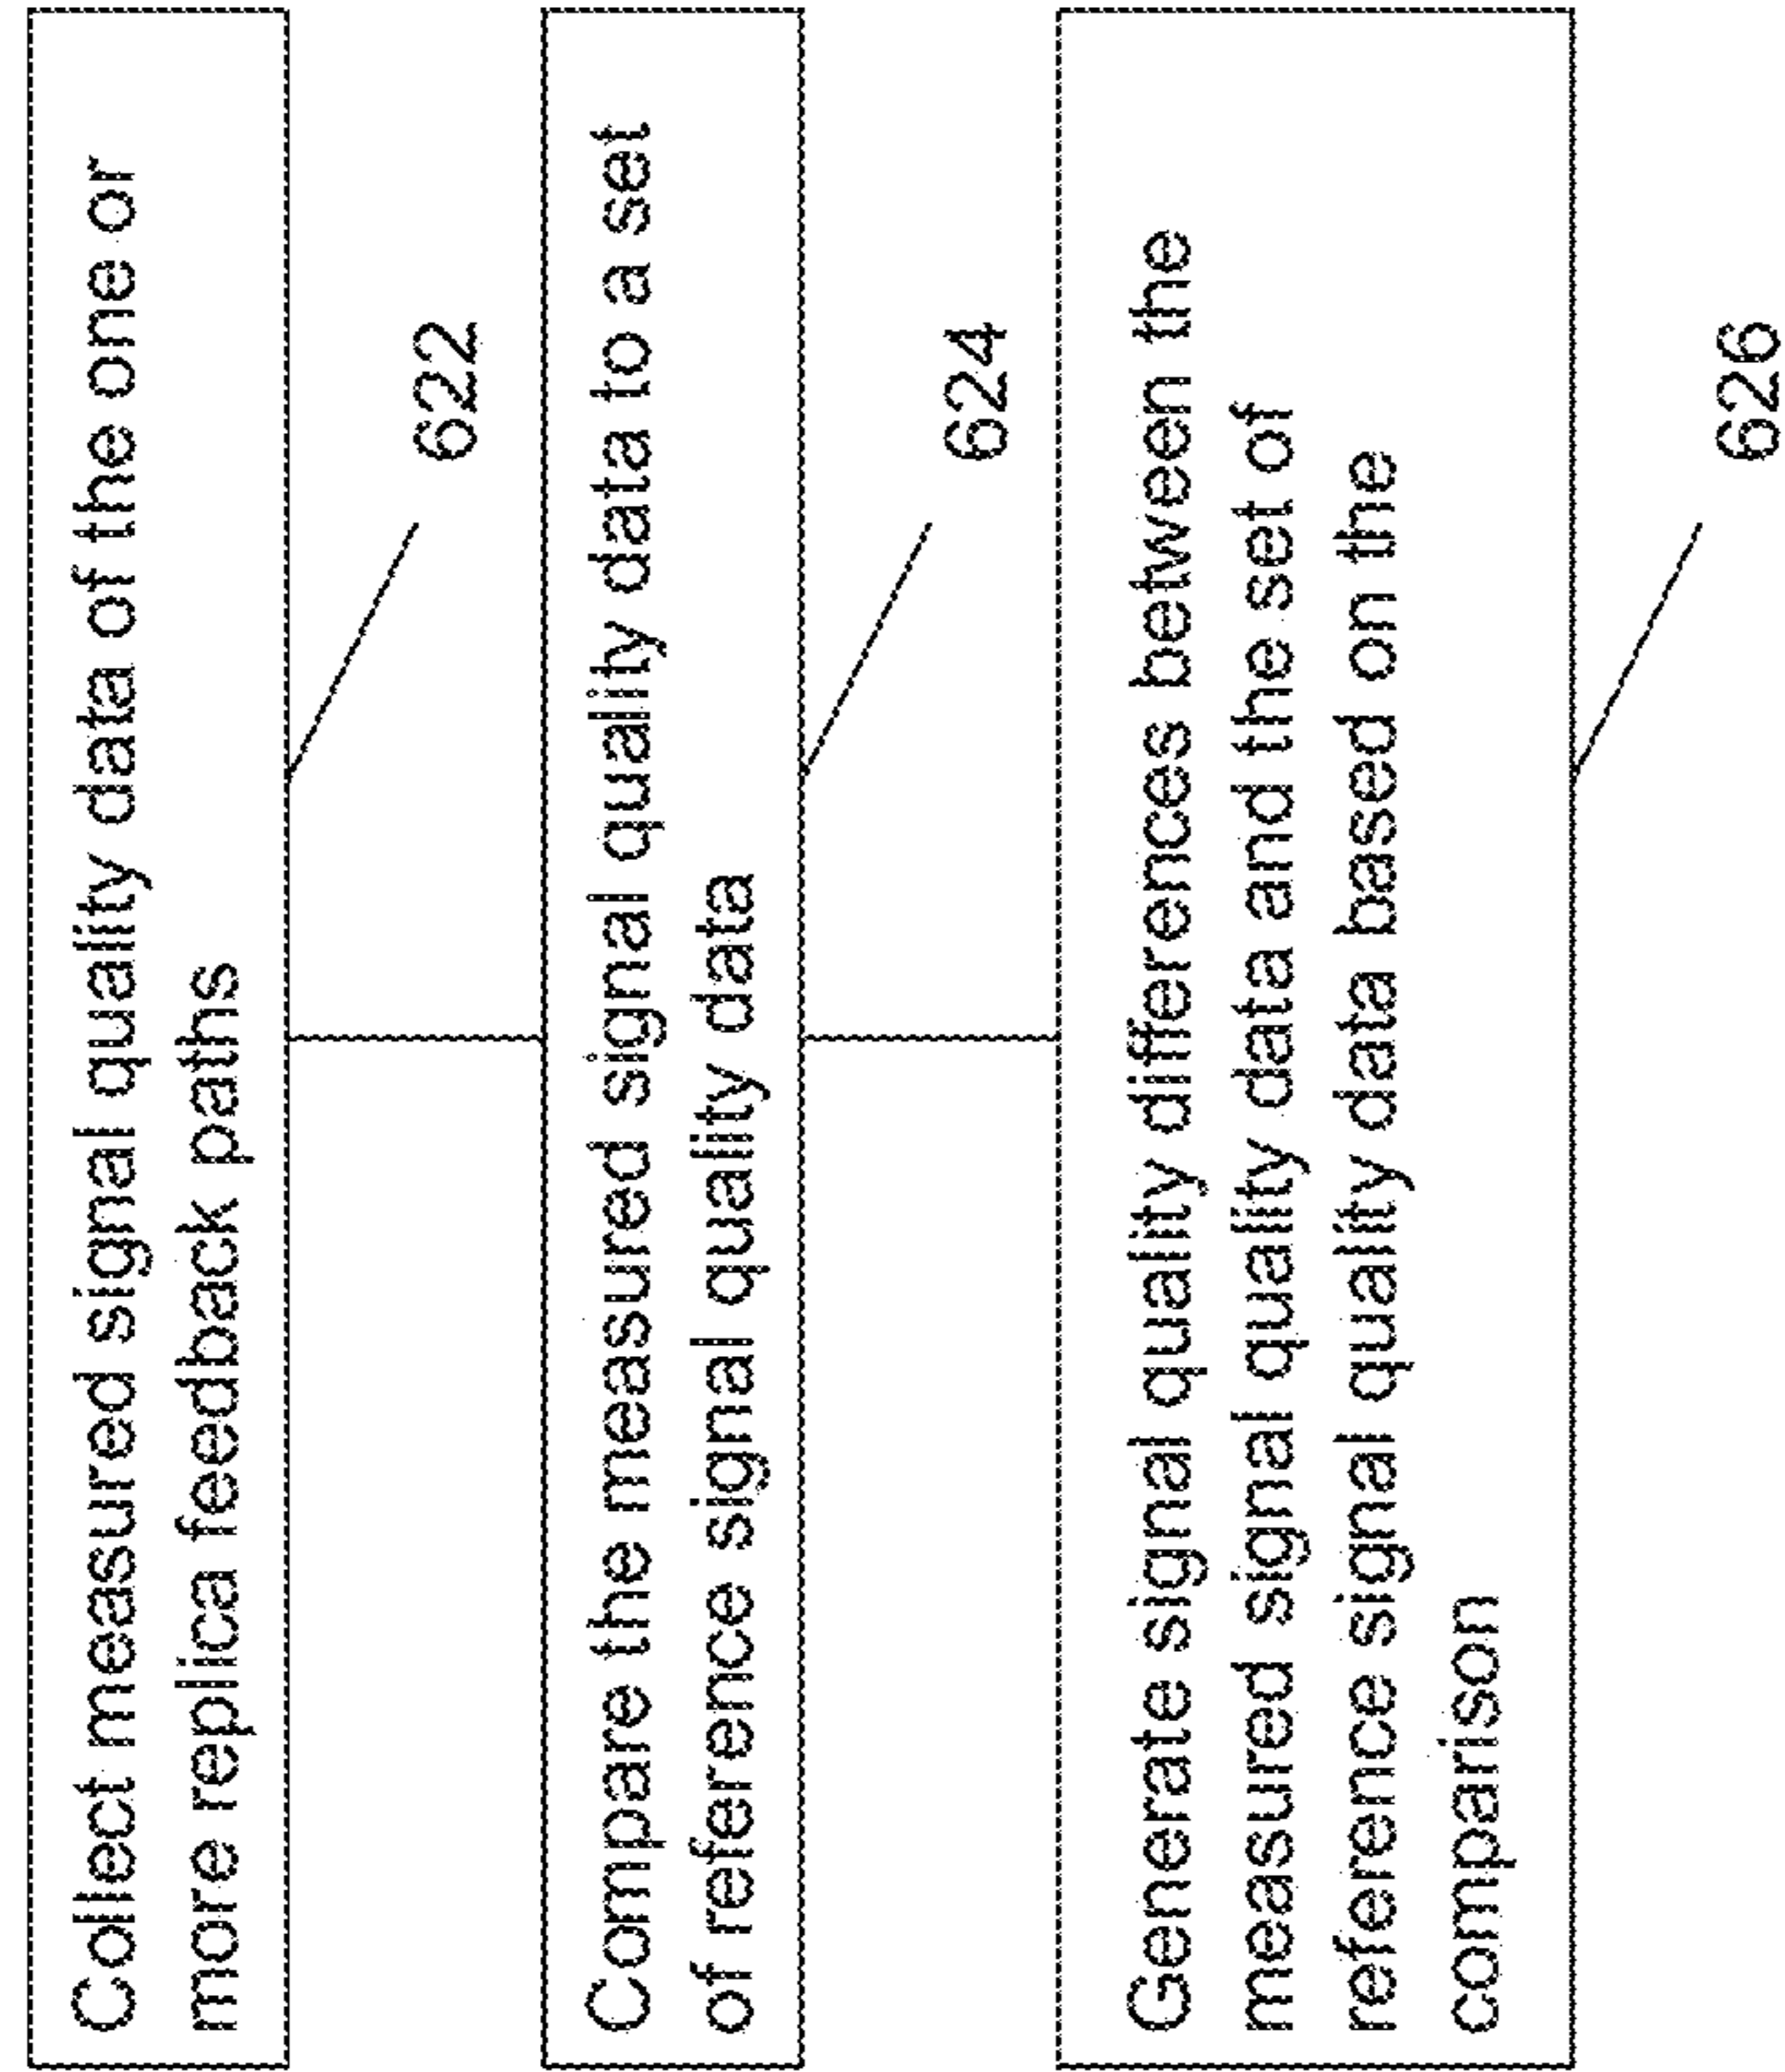 Collect measured signal quality data of the one or
more replica feedback paths
622
Compare the measured signal quality data to a set
of reference signal quality data
624
Generate signal quality differences between the
measured signal quality data and the set of
reference signal quality data based on the
comparison
626